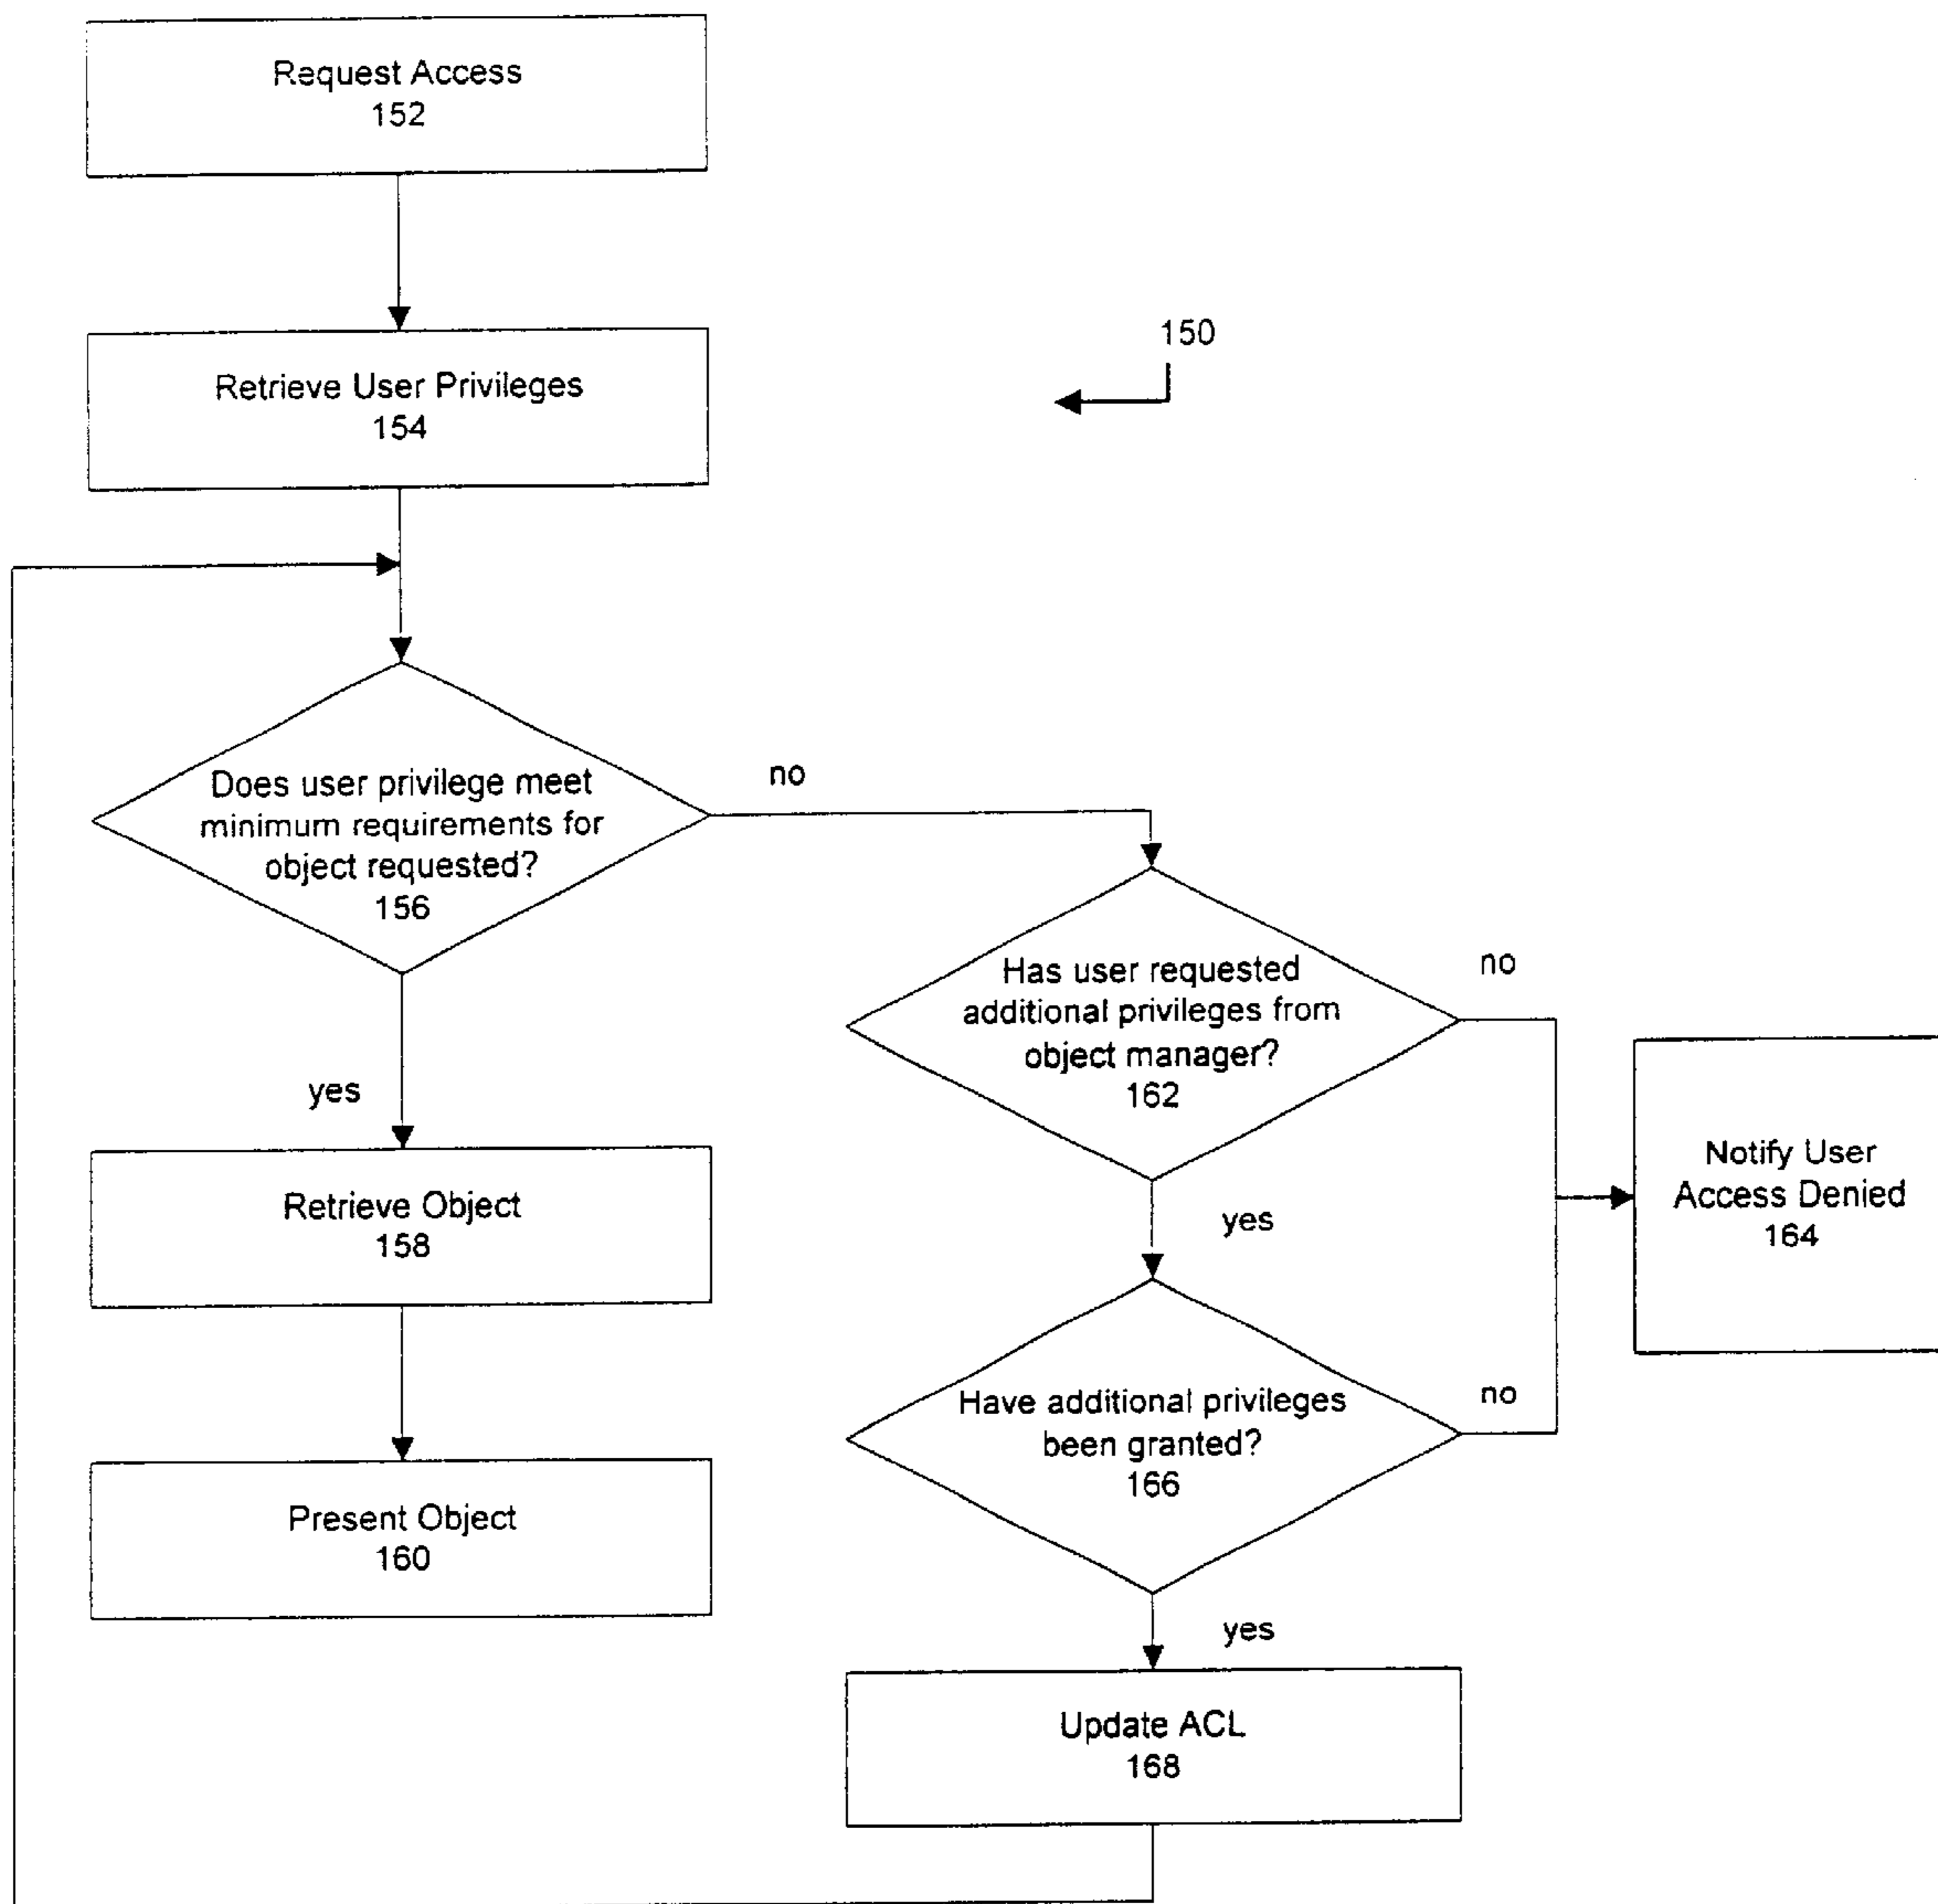 Request Access
152
Retrieve User Privileges
154
150
Does user privilege meet
minimum requirements for
object requested?
156
no
yes
Has user requested
additional privileges from
object manager?
162
no
yes
Notify User
Access Denied
164
Retrieve Object
158
Have additional privileges
been granted?
166
no
yes
Present Object
160
Update ACL
168